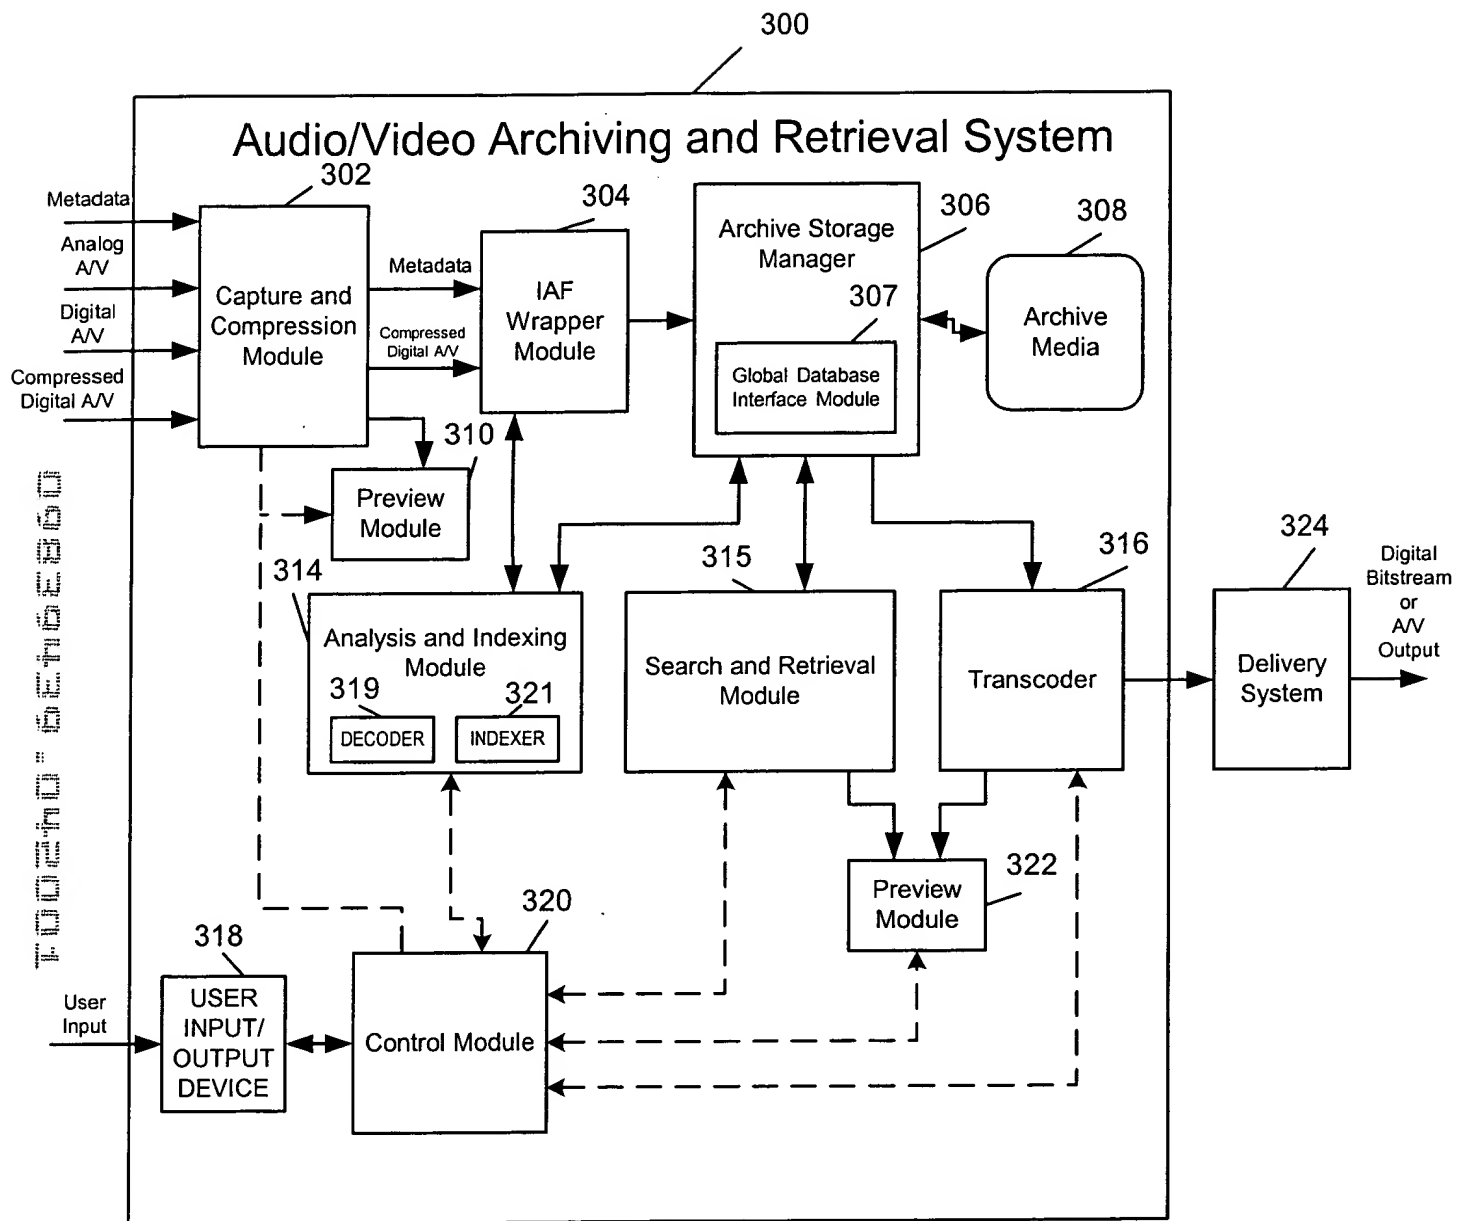 300
Audio/Video Archiving and Retrieval System
302
304
306
308
Metadata
Analog
A/V
Digital
A/V
Compressed
Digital A/V
Capture and
Compression
Module
Metadata
Compressed
Digital A/V
IAF
Wrapper
Module
Archive Storage
Manager
307
Global Database
Interface Module
Archive
Media
310
Preview
Module
314
Analysis and Indexing
Module
319
DECODER
321
INDEXER
315
Search and Retrieval
Module
316
Transcoder
324
Delivery
System
Digital
Bitstream
or
A/V
Output
322
Preview
Module
320
Control Module
318
USER
INPUT/
OUTPUT
DEVICE
User
Input